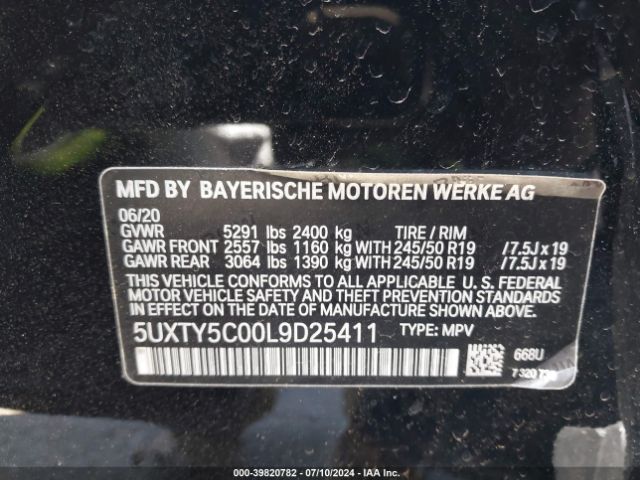 MFD BY BAYERISCHE MOTOREN WERKE AG
06/20
GVWR 5291 lbs 2400 kg TIRE / RIM
GAWR FRONT 2557 lbs 1160 kg WITH 245/50 R19 /7.5J x 19
GAWR REAR 3064 lbs 1390 kg WITH 245/50 R19 /7.5J x 19
THIS VEHICLE CONFORMS TO ALL APPLICABLE U. S. FEDERAL
MOTOR VEHICLE SAFETY AND THEFT PREVENTION STANDARDS
IN EFFECT ON THE DATE OF MANUFACTURE SHOWN ABOVE.
5UXTY5C00L9D25411 TYPE: MPV
668U
000-39820782 / 07/10/2024 / IAA Inc.